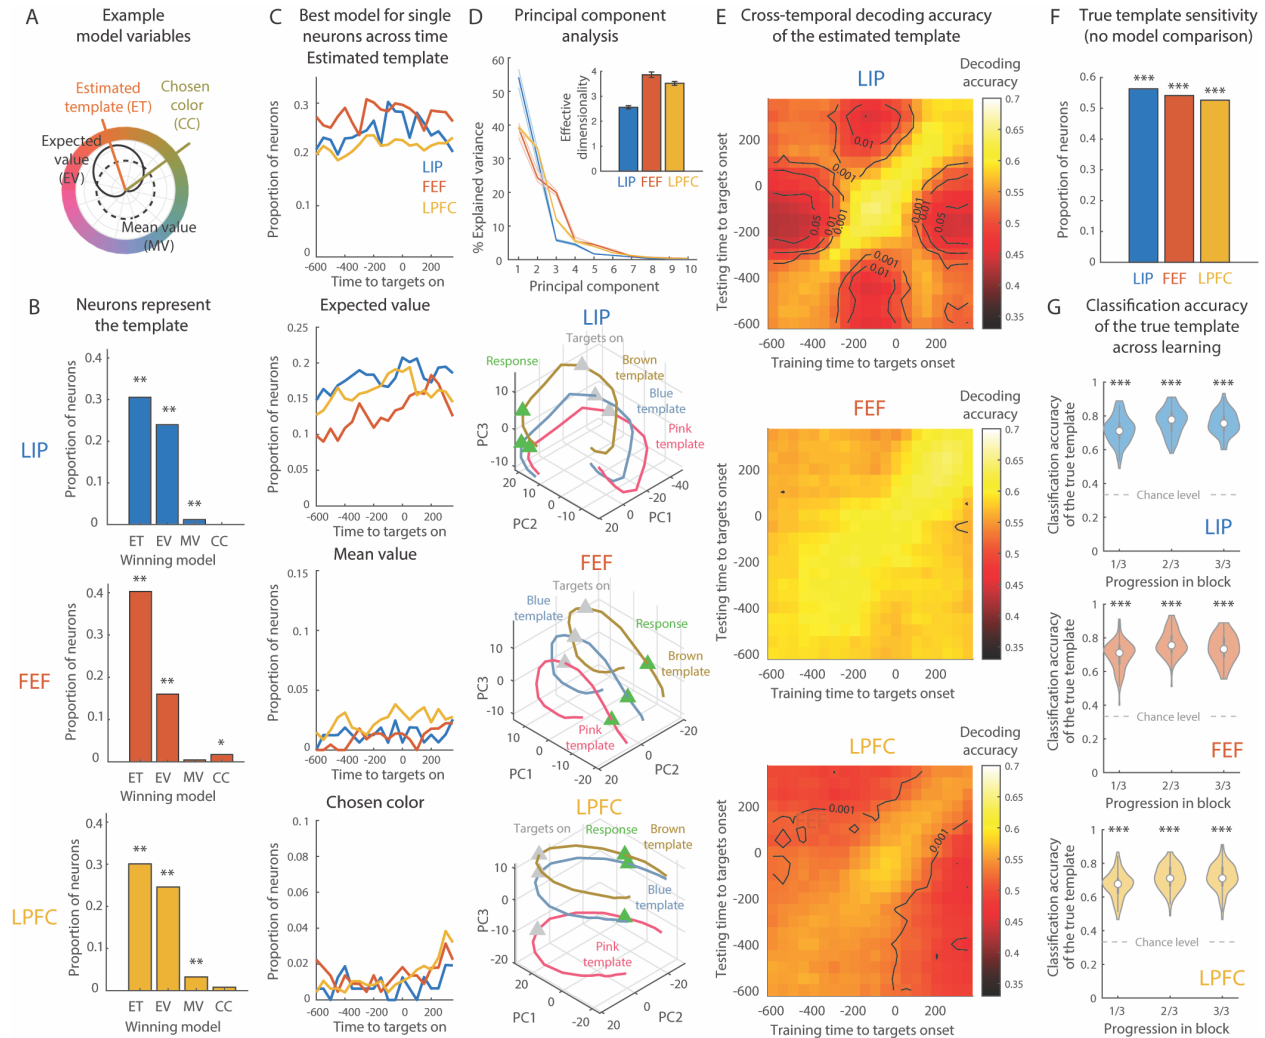 A
Example
model variables
Estimated
template (ET)
Chosen
color
(CC)
Expected
value
(EV)
Mean value
(MV)
B
Neurons represent
the template
LIP
Proportion of neurons
0.4
0.3
0.2
0.1
0
**
**
**
ET
EV
MV
CC
Winning model
FEF
Proportion of neurons
0.4
0.2
0.1
0
**
**
*
ET
EV
MV
CC
Winning model
LPFC
Proportion of neurons
0.4
0.3
0.2
0.1
0
**
**
**
ET
EV
MV
CC
Winning model
C
Best model for single
neurons across time
Estimated template
Proportion of neurons
0.3
0.2
0.1
0
LIP
FEF
LPFC
-600
-400
-200
0
200
Time to targets on
Expected value
Proportion of neurons
0.25
0.2
0.15
0.1
0.05
0
-600
-400
-200
0
200
Time to targets on
Mean value
Proportion of neurons
0.15
0.1
0.05
0
-600
-400
-200
0
200
Time to targets on
Chosen color
Proportion of neurons
0.1
0.08
0.06
0.04
0.02
0
-600
-400
-200
0
200
Time to targets on
D
Principal component
analysis
% Explained variance
60
50
40
30
20
10
0
1
2
3
4
5
6
7
8
9
10
Principal component
Effective
dimensionality
4
3
2
1
0
LIP
FEF
LPFC
LIP
Targets on
Response
Brown
template
Blue
template
Pink
template
PC3
10
5
0
-10
20
10
0
-10
PC2
20
0
-20
-40
PC1
FEF
Targets on
Blue
template
Response
Brown
template
Pink
template
PC3
10
0
-10
10
0
-10
-20
PC1
20
0
-20
PC2
LPFC
Targets on
Response
Brown
template
Blue
template
Pink
template
PC3
10
0
-10
-20
20
0
-20
PC1
20
0
-20
PC2
E
Cross-temporal decoding accuracy
of the estimated template
LIP
Decoding
accuracy
Testing time to targets onset
200
0
-200
-400
-600
0.01
0.001
0.05
0.01
0.001
0.001
0.01
0.05
0.001
0.01
-600
-400
-200
0
200
Training time to targets onset
0.7
0.65
0.6
0.55
0.5
0.45
0.4
0.35
FEF
Decoding
accuracy
Testing time to targets onset
200
0
-200
-400
-600
-600
-400
-200
0
200
Training time to targets onset
0.7
0.65
0.6
0.55
0.5
0.45
0.4
0.35
LPFC
Decoding
accuracy
Testing time to targets onset
200
0
-200
-400
-600
0.001
0.001
-600
-400
-200
0
200
Training time to targets onset
0.7
0.65
0.6
0.55
0.5
0.45
0.4
0.35
F
True template sensitivity
(no model comparison)
Proportion of neurons
0.6
0.5
0.4
0.3
0.2
0.1
0
***
***
***
LIP
FEF
LPFC
G
Classification accuracy
of the true template
across learning
Classification accuracy
of the true template
1
0.8
0.6
0.4
0.2
0
***
***
***
Chance level
LIP
1/3
2/3
3/3
Progression in block
Classification accuracy
of the true template
1
0.8
0.6
0.4
0.2
0
***
***
***
Chance level
FEF
1/3
2/3
3/3
Progression in block
Classification accuracy
of the true template
1
0.8
0.6
0.4
0.2
0
***
***
***
Chance level
LPFC
1/3
2/3
3/3
Progression in block